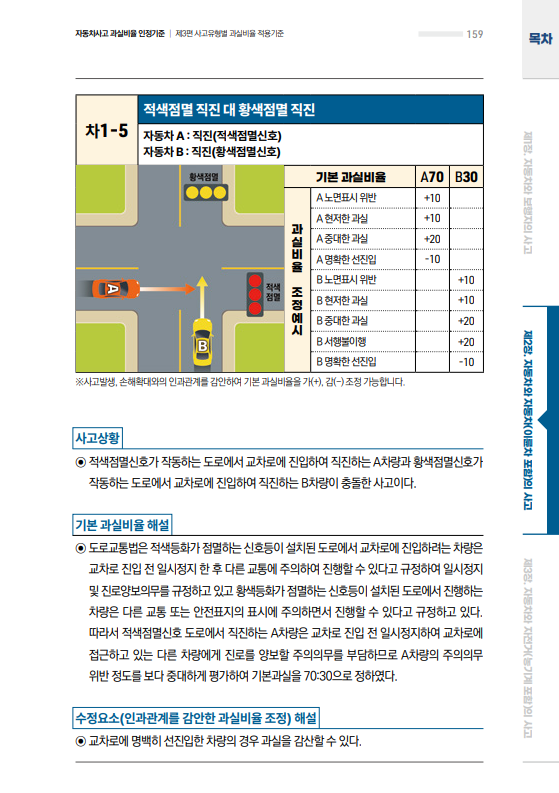 자동차사고 과실비율 인정기준 | 제3편 사고유형별 과실비율 적용기준
159
목차
차1-5
적색점멸 직진 대 황색점멸 직진
자동차 A : 직진(적색점멸신호)
자동차 B : 직진(황색점멸신호)
황색점멸
적색
점멸
A
B
기본 과실비율 A70 B30
과실비율 조정예시
A 노면표시 위반 +10
A 현저한 과실 +10
A 중대한 과실 +20
A 명확한 선진입 -10
B 노면표시 위반 +10
B 현저한 과실 +10
B 중대한 과실 +20
B 서행불이행 +20
B 명확한 선진입 -10
※사고발생, 손해확대와의 인과관계를 감안하여 기본 과실비율을 가(+), 감(-) 조정 가능합니다.
사고상황
◉ 적색점멸신호가 작동하는 도로에서 교차로에 진입하여 직진하는 A차량과 황색점멸신호가
작동하는 도로에서 교차로에 진입하여 직진하는 B차량이 충돌한 사고이다.
기본 과실비율 해설
◉ 도로교통법은 적색등화가 점멸하는 신호등이 설치된 도로에서 교차로에 진입하려는 차량은
교차로 진입 전 일시정지 한 후 다른 교통에 주의하여 진행할 수 있다고 규정하여 일시정지
및 진로양보의무를 규정하고 있고 황색등화가 점멸하는 신호등이 설치된 도로에서 진행하는
차량은 다른 교통 또는 안전표지의 표시에 주의하면서 진행할 수 있다고 규정하고 있다.
따라서 적색점멸신호 도로에서 직진하는 A차량은 교차로 진입 전 일시정지하여 교차로에
접근하고 있는 다른 차량에게 진로를 양보할 주의의무를 부담하므로 A차량의 주의의무
위반 정도를 보다 중대하게 평가하여 기본과실을 70:30으로 정하였다.
수정요소(인과관계를 감안한 과실비율 조정) 해설
◉ 교차로에 명백히 선진입한 차량의 경우 과실을 감산할 수 있다.
제1장. 자동차와 보행자의 사고
제2장. 자동차와 자동차(이륜차 포함)의 사고
제3장. 자동차와 자전거(농기계 포함)의 사고